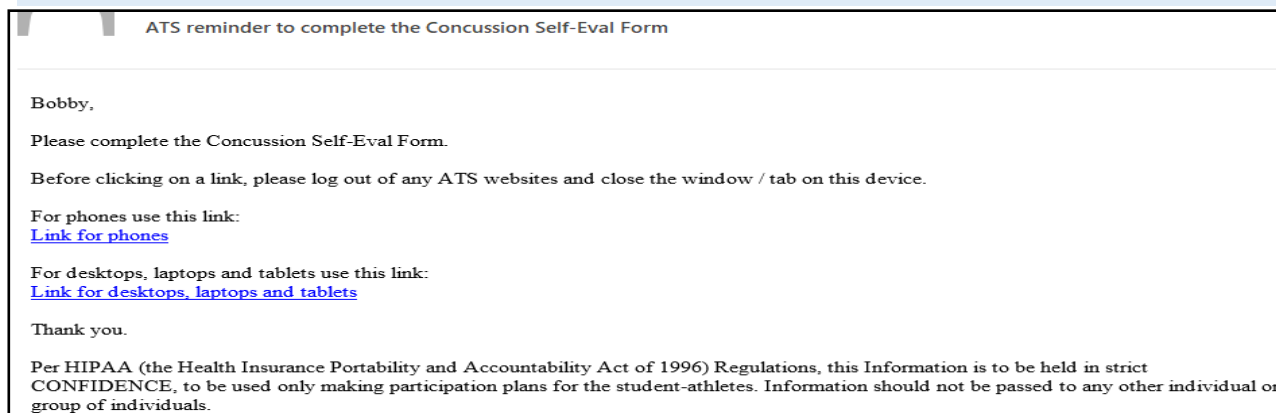 ATS reminder to complete the Concussion Self-Eval Form
Bobby,
Please complete the Concussion Self-Eval Form.
Before clicking on a link, please log out of any ATS websites and close the window / tab on this device.
For phones use this link:
Link for phones
For desktops, laptops and tablets use this link:
Link for desktops, laptops and tablets
Thank you.
Per HIPAA (the Health Insurance Portability and Accountability Act of 1996) Regulations, this Information is to be held in strict
CONFIDENCE, to be used only making participation plans for the student-athletes. Information should not be passed to any other individual or
group of individuals.